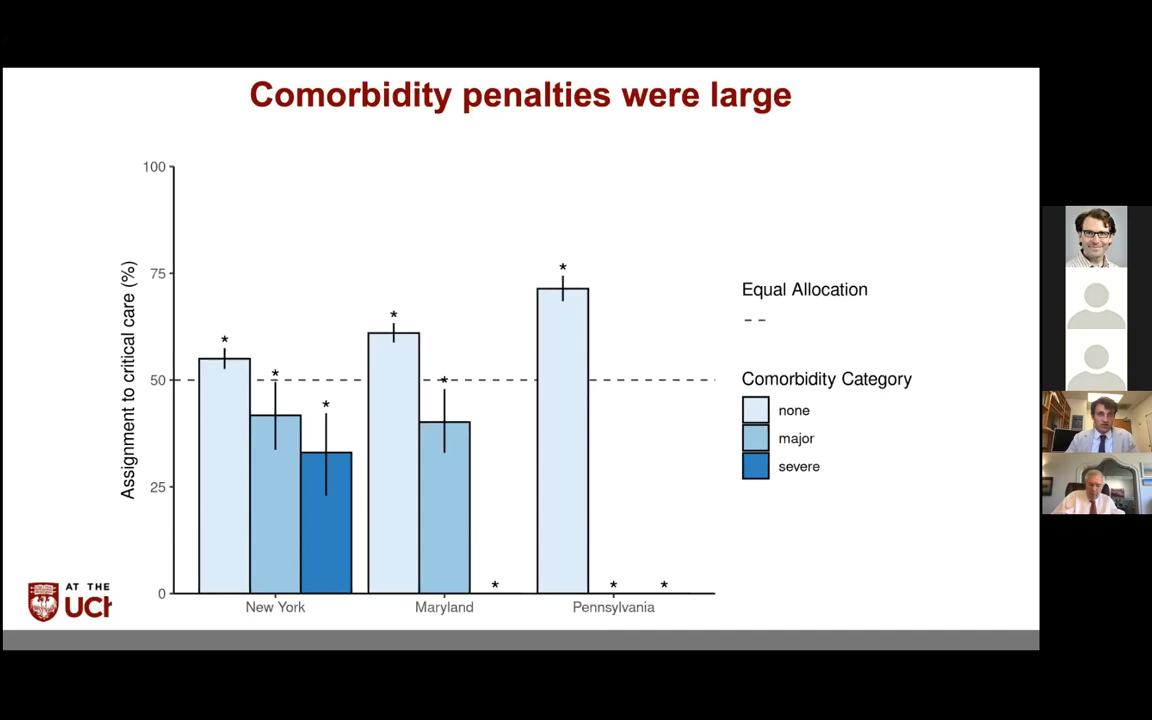 Comorbidity penalties were large
100
75
50
25
0
Assignment to critical care (%)
*
*
*
*
*
*
*
*
*
New York
Maryland
Pennsylvania
Equal Allocation
Comorbidity Category
none
major
severe
AT THE
UCH